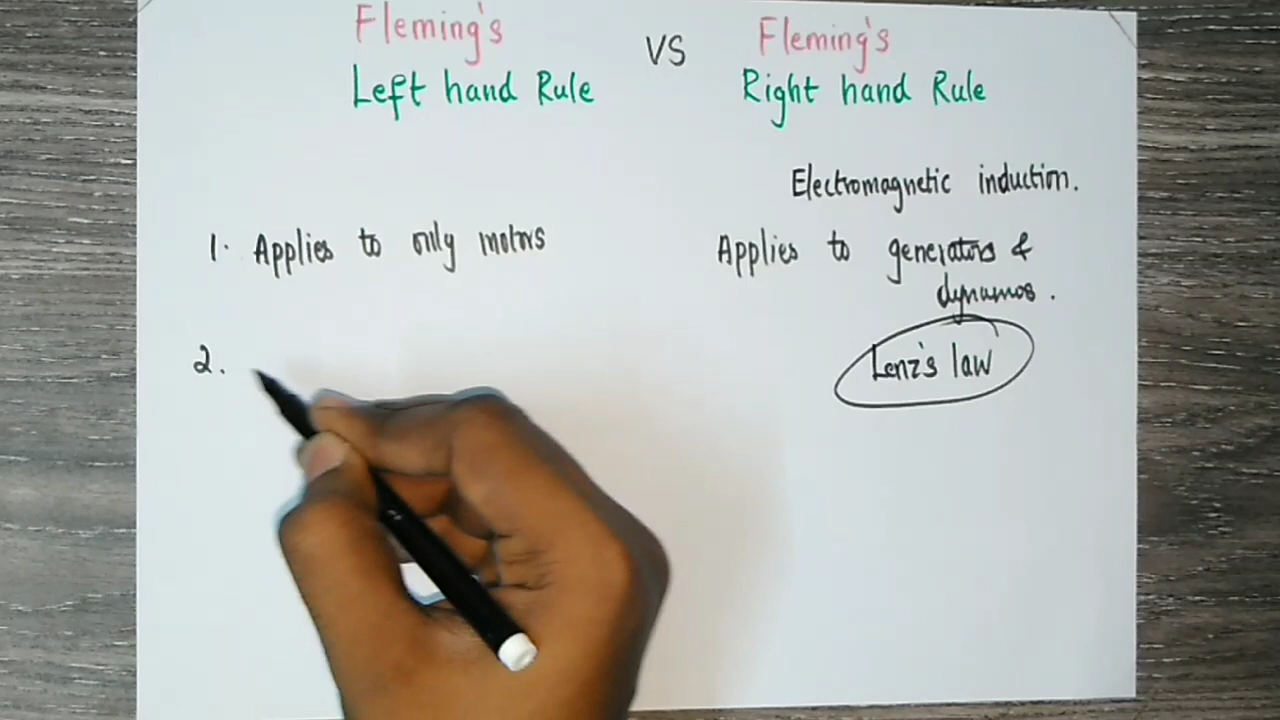 Fleming's
Left hand Rule
VS
Fleming's
Right hand Rule
Electromagnetic induction.
1. Applies to only motors
Applies to generators &
dynamos.
Lenz's law
2.